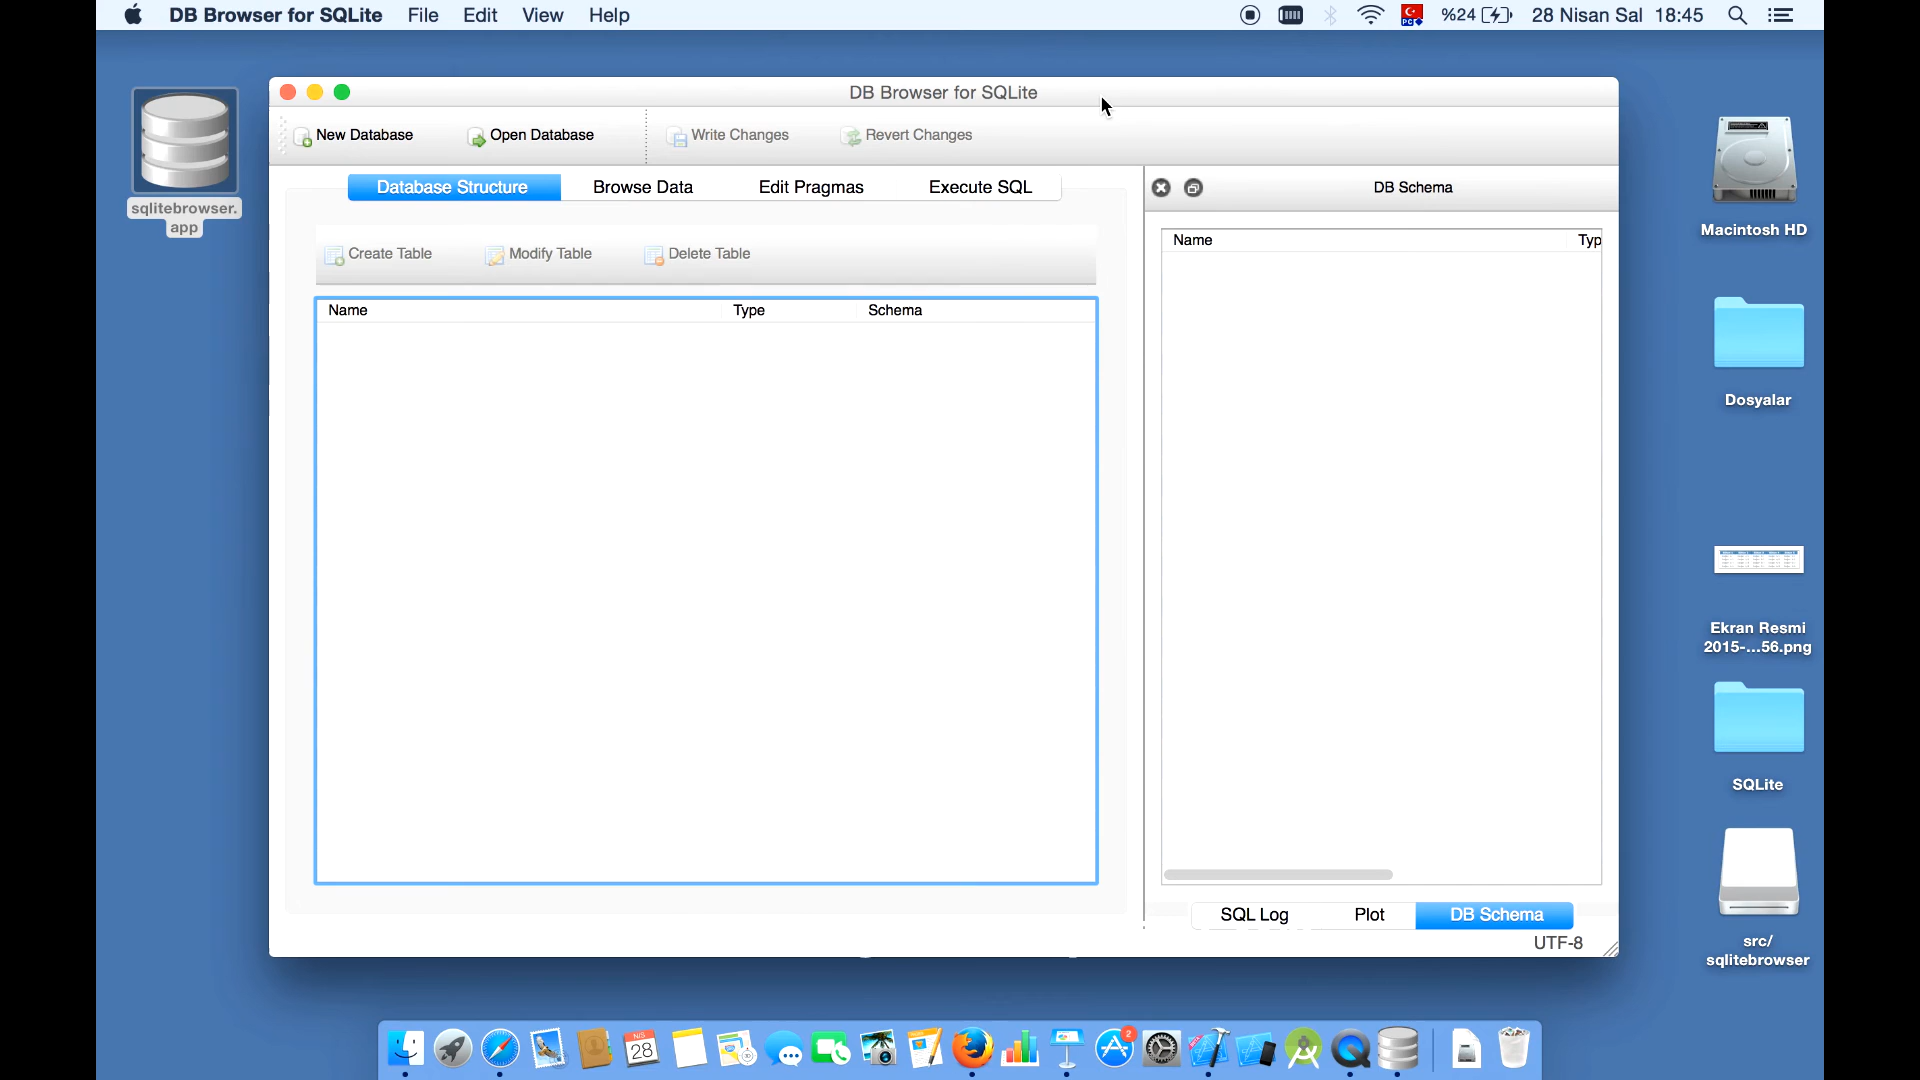 DB Browser for SQLite File Edit View Help %24 28 Nisan Sal 18:45
DB Browser for SQLite
New Database Open Database Write Changes Revert Changes
Database Structure Browse Data Edit Pragmas Execute SQL
DB Schema
Create Table Modify Table Delete Table
Name Type Schema
Name Typ
SQL Log Plot DB Schema
UTF-8
sqlitebrowser.
app
Macintosh HD
Dosyalar
Ekran Resmi
2015-...56.png
SQLite
src/
sqlitebrowser
28
2